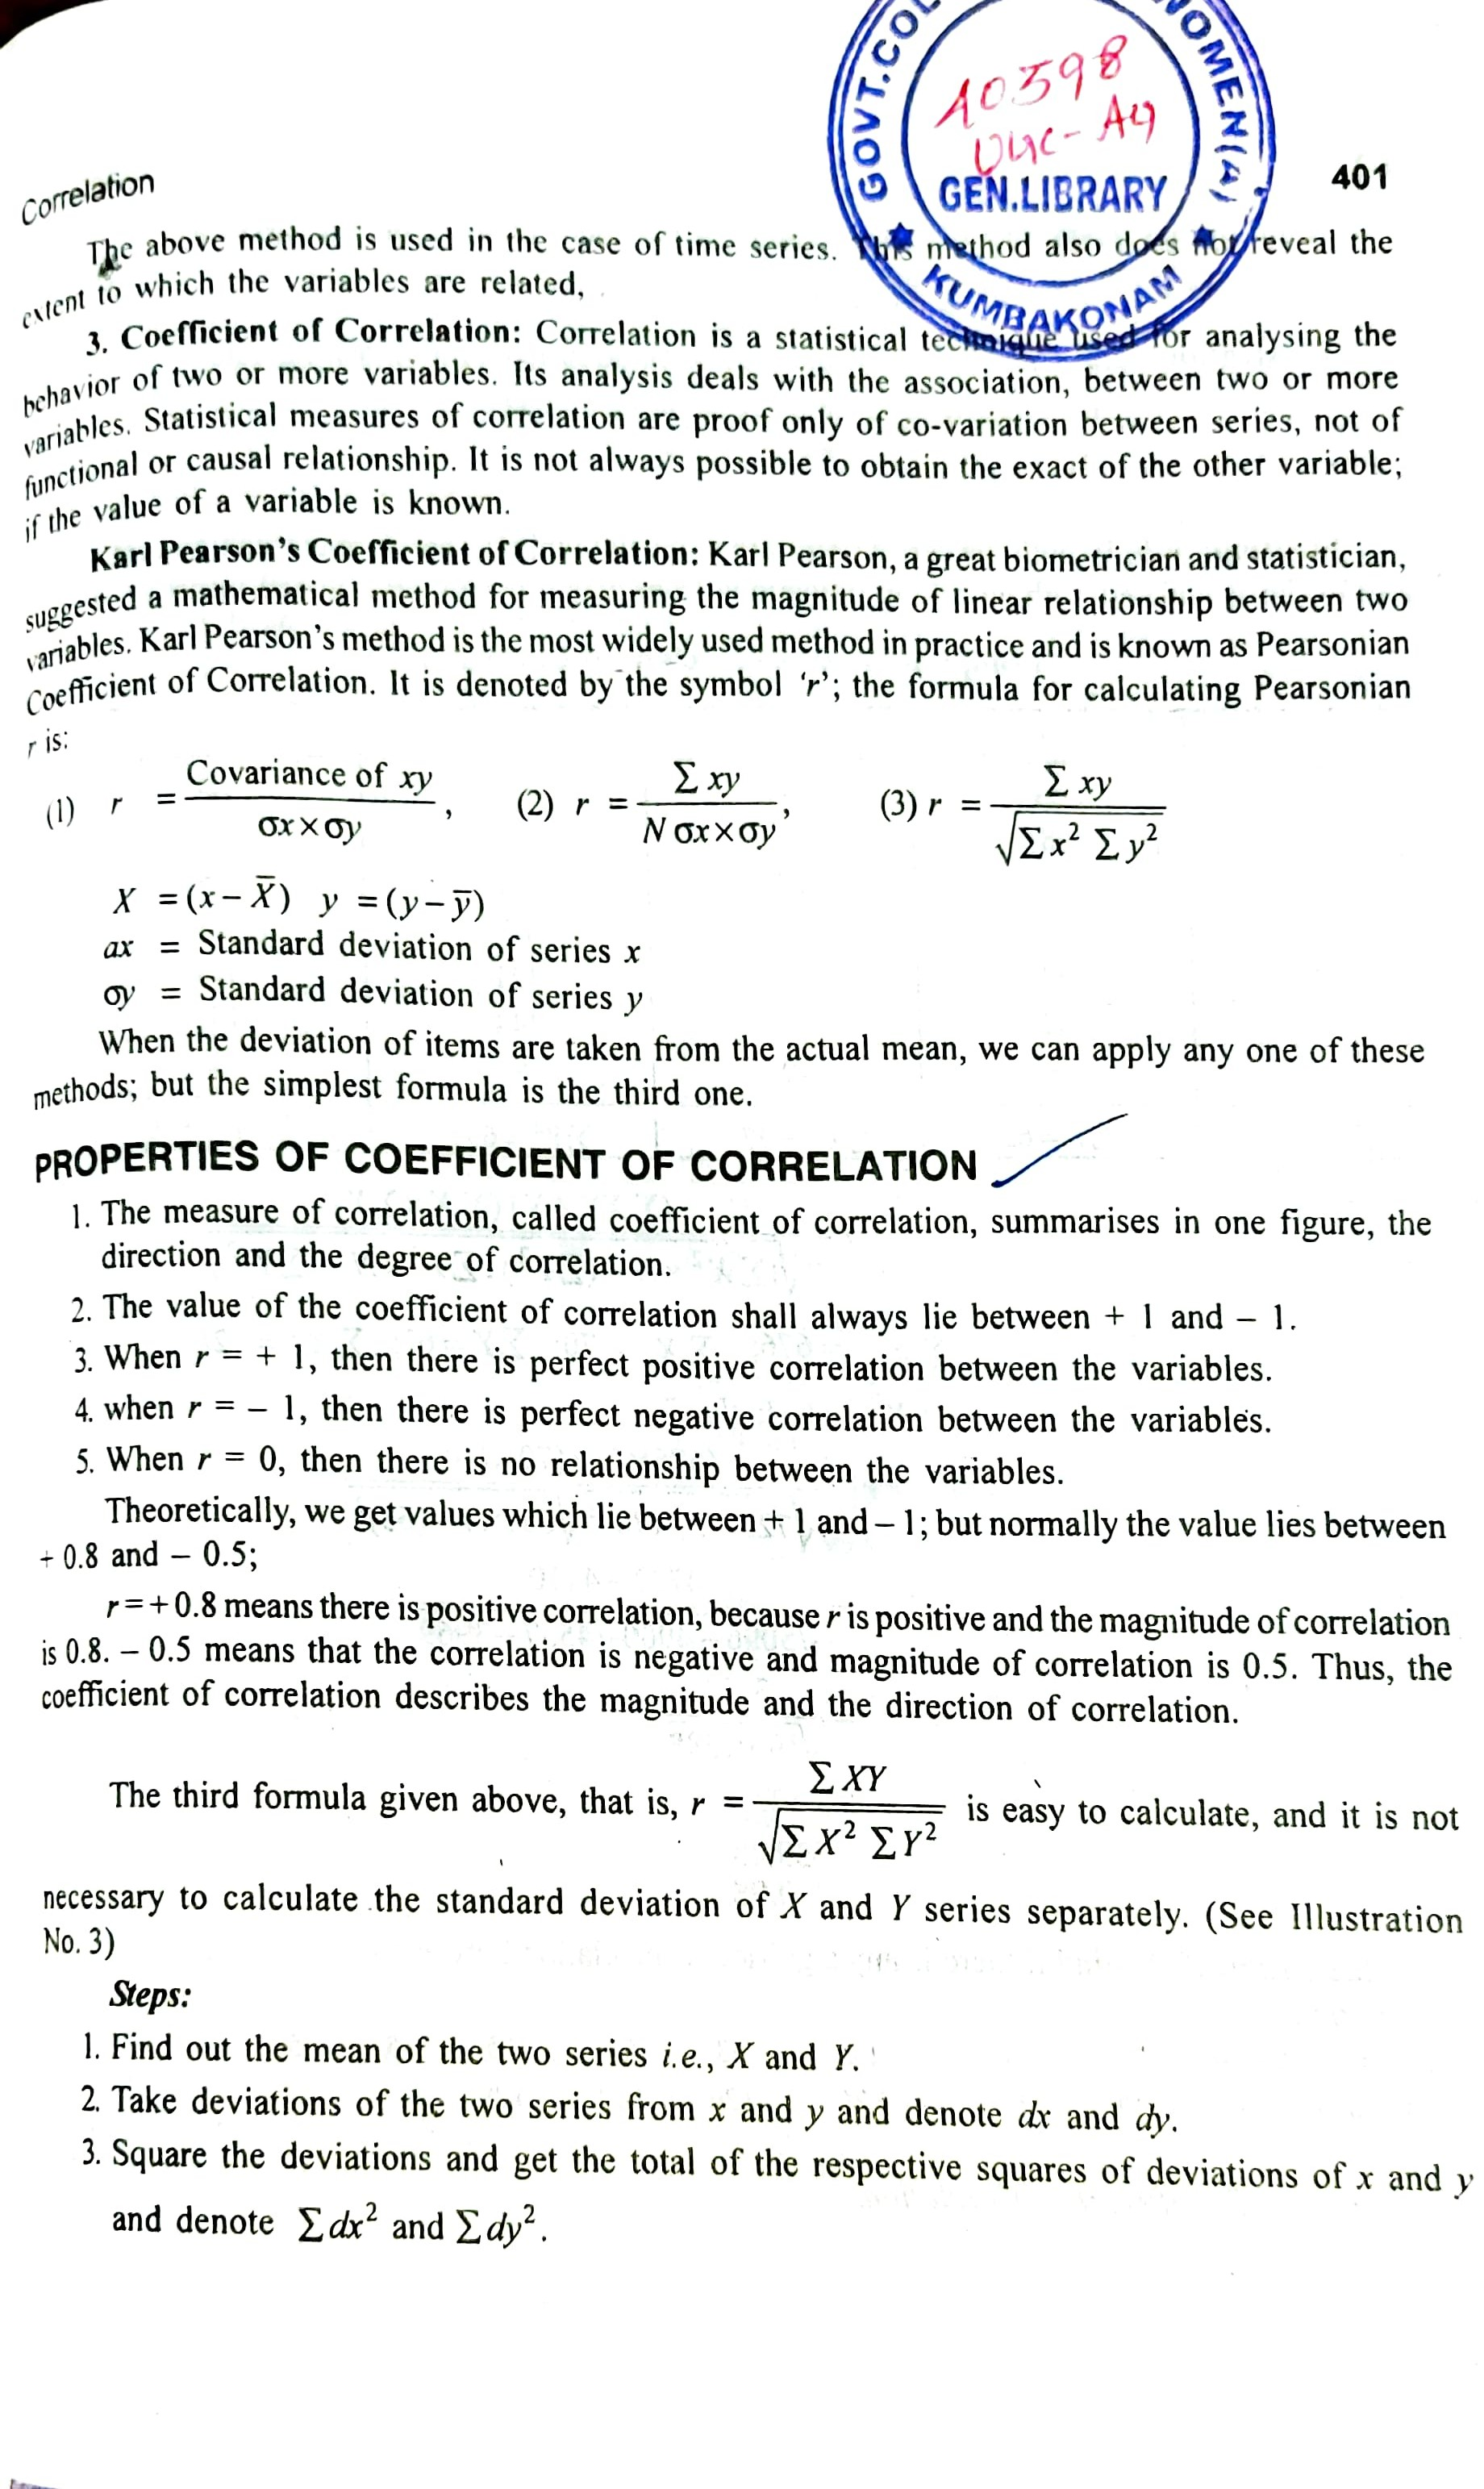 GOVT.COL
WOMEN(A)
A0598
UGC-A4
GEN.LIBRARY
KUMBAKONAM
Correlation
401
The above method is used in the case of time series. This method also does not reveal the
extent to which the variables are related,
3. Coefficient of Correlation: Correlation is a statistical technique used for analysing the
behavior of two or more variables. Its analysis deals with the association, between two or more
variables. Statistical measures of correlation are proof only of co-variation between series, not of
functional or causal relationship. It is not always possible to obtain the exact of the other variable;
if the value of a variable is known.
Karl Pearson's Coefficient of Correlation: Karl Pearson, a great biometrician and statistician,
suggested a mathematical method for measuring the magnitude of linear relationship between two
variables. Karl Pearson's method is the most widely used method in practice and is known as Pearsonian
Coefficient of Correlation. It is denoted by the symbol 'r'; the formula for calculating Pearsonian
r is:
(1) r = Covariance of xy / σx×σy, (2) r = Σxy / N σx×σy, (3) r = Σxy / √Σx² Σy²
X = (x – X̅) y = (y – y̅)
ax = Standard deviation of series x
σy = Standard deviation of series y
When the deviation of items are taken from the actual mean, we can apply any one of these
methods; but the simplest formula is the third one.
PROPERTIES OF COEFFICIENT OF CORRELATION
1. The measure of correlation, called coefficient of correlation, summarises in one figure, the
direction and the degree of correlation.
2. The value of the coefficient of correlation shall always lie between + 1 and – 1.
3. When r = + 1, then there is perfect positive correlation between the variables.
4. when r = – 1, then there is perfect negative correlation between the variables.
5. When r = 0, then there is no relationship between the variables.
Theoretically, we get values which lie between + 1 and – 1; but normally the value lies between
+ 0.8 and – 0.5;
r = + 0.8 means there is positive correlation, because r is positive and the magnitude of correlation
is 0.8. – 0.5 means that the correlation is negative and magnitude of correlation is 0.5. Thus, the
coefficient of correlation describes the magnitude and the direction of correlation.
The third formula given above, that is, r = ΣXY / √ΣX² ΣY² is easy to calculate, and it is not
necessary to calculate the standard deviation of X and Y series separately. (See Illustration
No. 3)
Steps:
1. Find out the mean of the two series i.e., X and Y.
2. Take deviations of the two series from x and y and denote dx and dy.
3. Square the deviations and get the total of the respective squares of deviations of x and y
and denote Σdx² and Σdy².